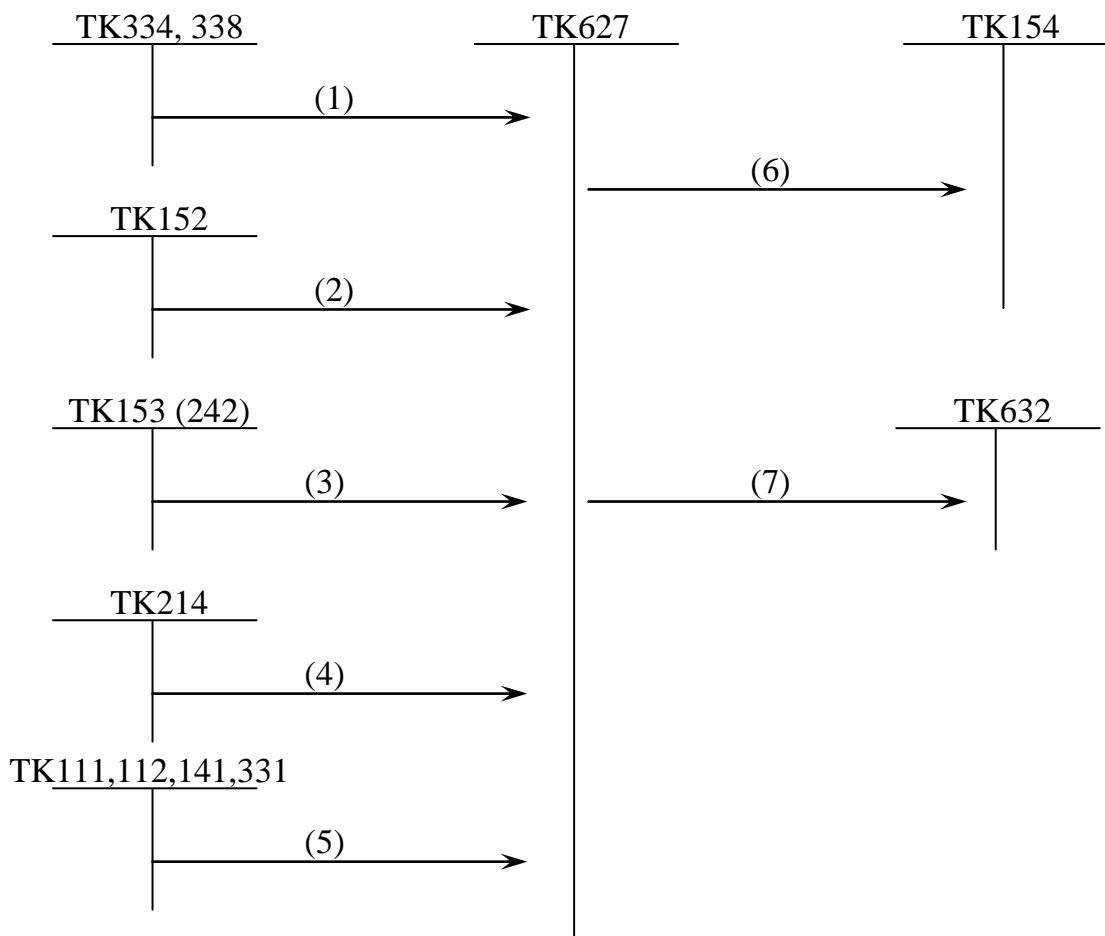 TK334, 338
TK627
TK154
(1)
(6)
TK152
(2)
TK153 (242)
TK632
(3)
(7)
TK214
(4)
TK111,112,141,331
(5)